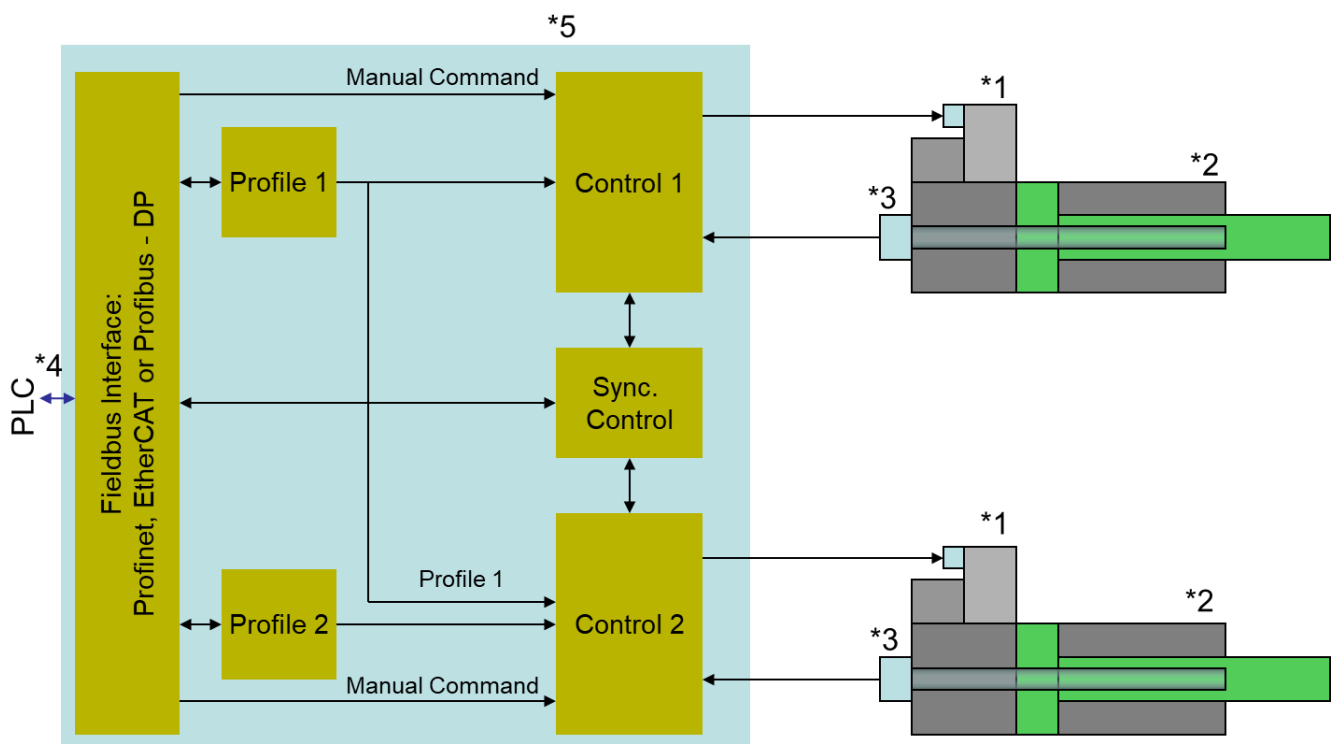 *5
Manual Command
*1
Profile 1
Control 1
*2
*3
Fieldbus Interface:
Profinet, EtherCAT or Profibus - DP
PLC
*4
Sync.
Control
*1
Profile 1
*2
Profile 2
Control 2
*3
Manual Command